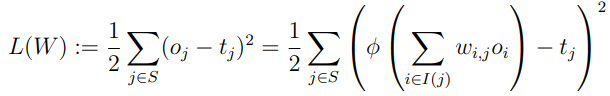 L(W) := \frac{1}{2} \sum_{j \in S} (o_j - t_j)^2 = \frac{1}{2} \sum_{j \in S} \left( \phi \left( \sum_{i \in I(j)} w_{i,j} o_i \right) - t_j \right)^2